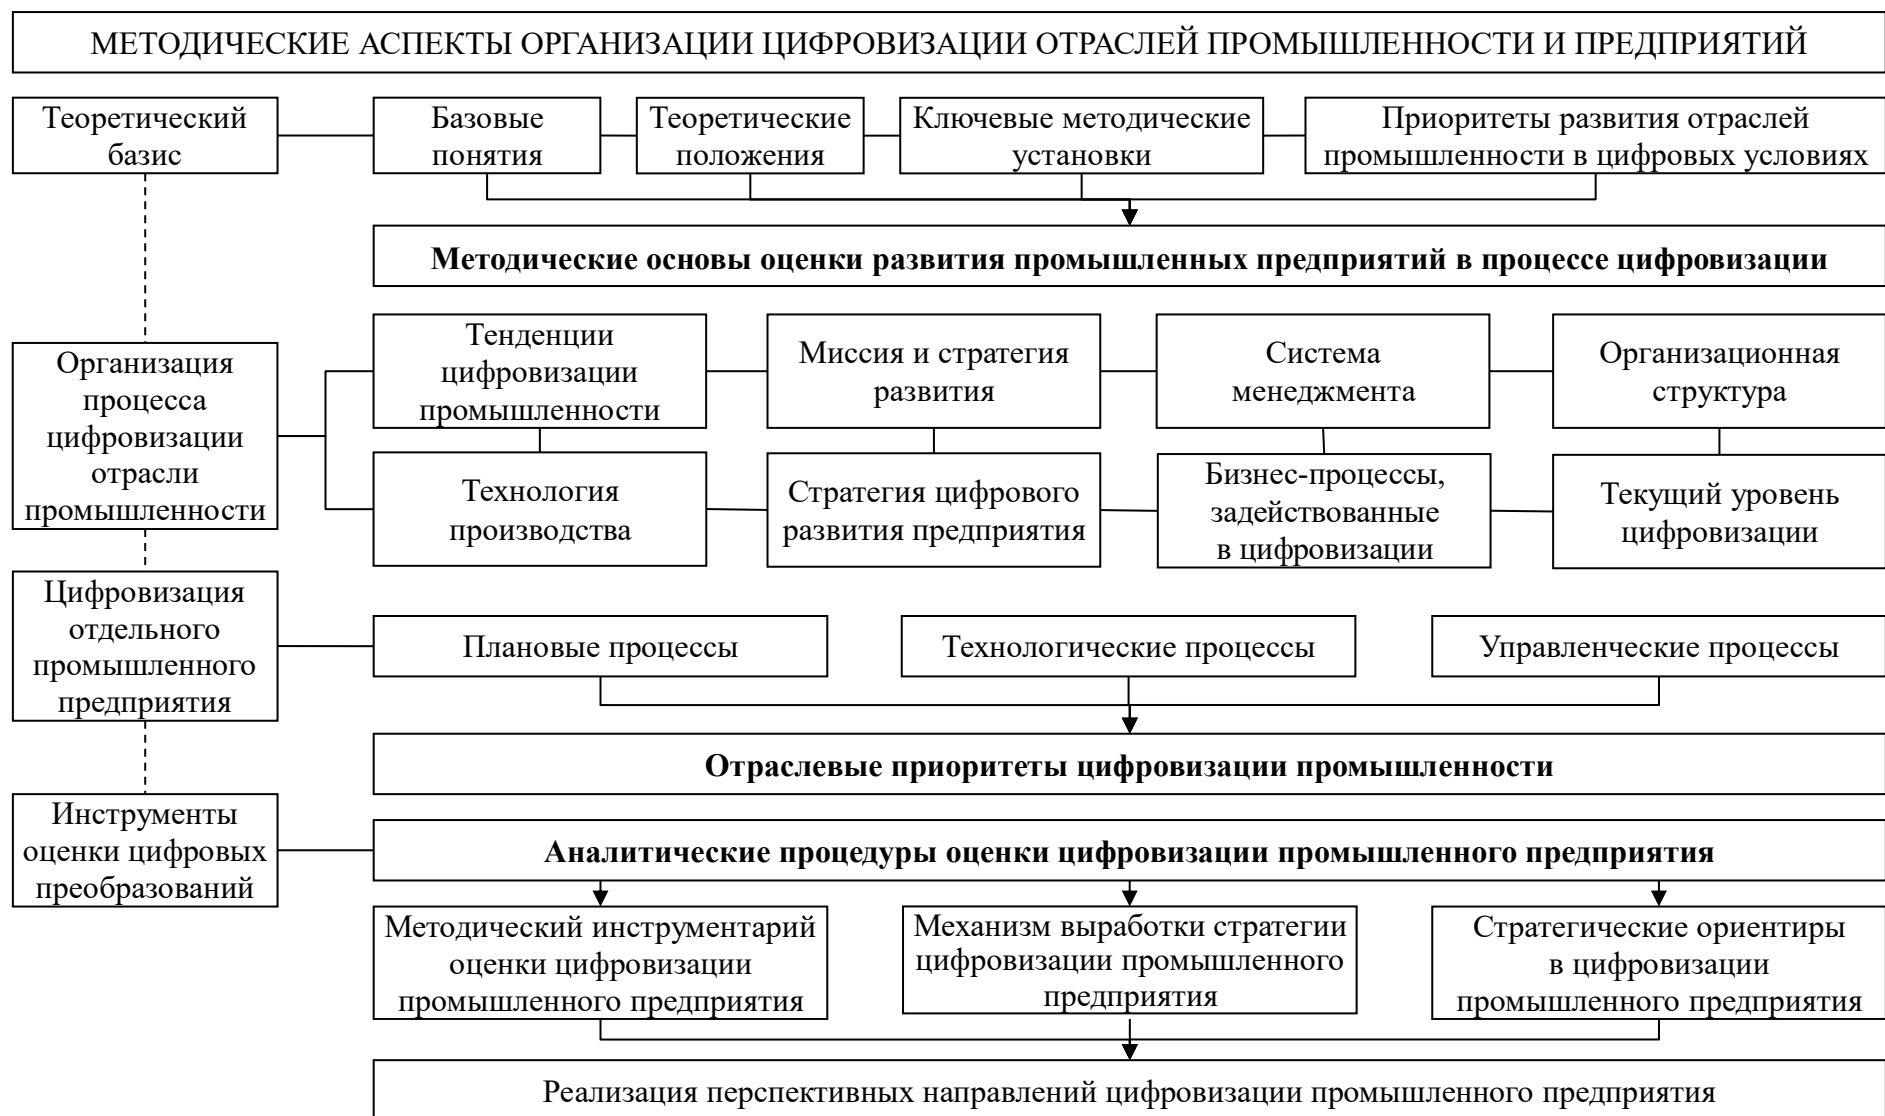 МЕТОДИЧЕСКИЕ АСПЕКТЫ ОРГАНИЗАЦИИ ЦИФРОВИЗАЦИИ ОТРАСЛЕЙ ПРОМЫШЛЕННОСТИ И ПРЕДПРИЯТИЙ
Теоретический
базис
Базовые
понятия
Теоретические
положения
Ключевые методические
установки
Приоритеты развития отраслей
промышленности в цифровых условиях
Методические основы оценки развития промышленных предприятий в процессе цифровизации
Организация
процесса
цифровизации
отрасли
промышленности
Тенденции
цифровизации
промышленности
Миссия и стратегия
развития
Система
менеджмента
Организационная
структура
Технология
производства
Стратегия цифрового
развития предприятия
Бизнес-процессы,
задействованные
в цифровизации
Текущий уровень
цифровизации
Цифровизация
отдельного
промышленного
предприятия
Плановые процессы
Технологические процессы
Управленческие процессы
Отраслевые приоритеты цифровизации промышленности
Инструменты
оценки цифровых
преобразований
Аналитические процедуры оценки цифровизации промышленного предприятия
Методический инструментарий
оценки цифровизации
промышленного предприятия
Механизм выработки стратегии
цифровизации промышленного
предприятия
Стратегические ориентиры
в цифровизации
промышленного предприятия
Реализация перспективных направлений цифровизации промышленного предприятия